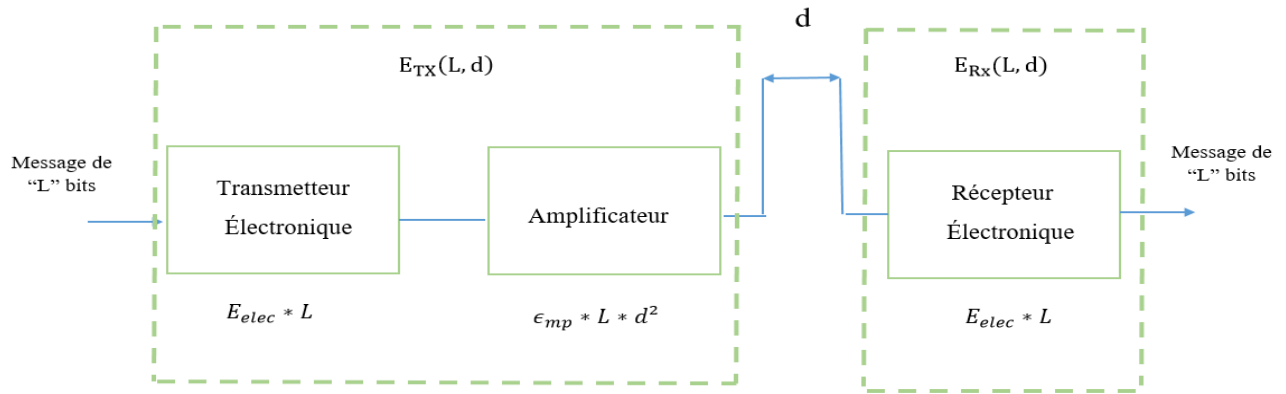 d
E_TX(L, d)
E_Rx(L, d)
Message de
“L” bits
Transmetteur
Électronique
Amplificateur
Récepteur
Électronique
Message de
“L” bits
E_elec * L
ϵ_mp * L * d²
E_elec * L